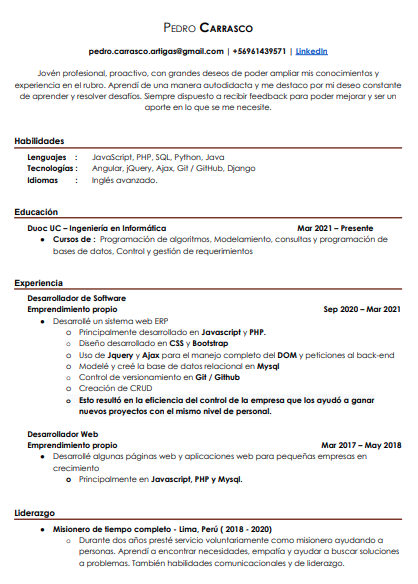 Pedro Carrasco
pedro.carrasco.artigas@gmail.com | +56961439571 | LinkedIn
Jovén profesional, proactivo, con grandes deseos de poder ampliar mis conocimientos y
experiencia en el rubro. Aprendí de una manera autodidacta y me destaco por mi deseo constante
de aprender y resolver desafíos. Siempre dispuesto a recibir feedback para poder mejorar y ser un
aporte en lo que se me necesite.
Habilidades
Lenguajes : JavaScript, PHP, SQL, Python, Java
Tecnologías : Angular, jQuery, Ajax, Git / GitHub, Django
Idiomas : Inglés avanzado.
Educación
Duoc UC – Ingeniería en Informática Mar 2021 – Presente
● Cursos de : Programación de algoritmos, Modelamiento, consultas y programación de
bases de datos, Control y gestión de requerimientos
Experiencia
Desarrollador de Software
Emprendimiento propio Sep 2020 – Mar 2021
● Desarrollé un sistema web ERP
o Principalmente desarrollado en Javascript y PHP.
o Diseño desarrollado en CSS y Bootstrap
o Uso de Jquery y Ajax para el manejo completo del DOM y peticiones al back-end
o Modelé y creé la base de datos relacional en Mysql
o Control de versionamiento en Git / Github
o Creación de CRUD
o Esto resultó en la eficiencia del control de la empresa que los ayudó a ganar
nuevos proyectos con el mismo nivel de personal.
Desarrollador Web
Emprendimiento propio Mar 2017 – May 2018
● Desarrollé algunas páginas web y aplicaciones web para pequeñas empresas en
crecimiento
o Principalmente en Javascript, PHP y Mysql.
Liderazgo
● Misionero de tiempo completo - Lima, Perú ( 2018 - 2020)
o Durante dos años presté servicio voluntariamente como misionero ayudando a
personas. Aprendí a encontrar necesidades, empatía y ayudar a buscar soluciones
a problemas. También habilidades comunicacionales y de liderazgo.